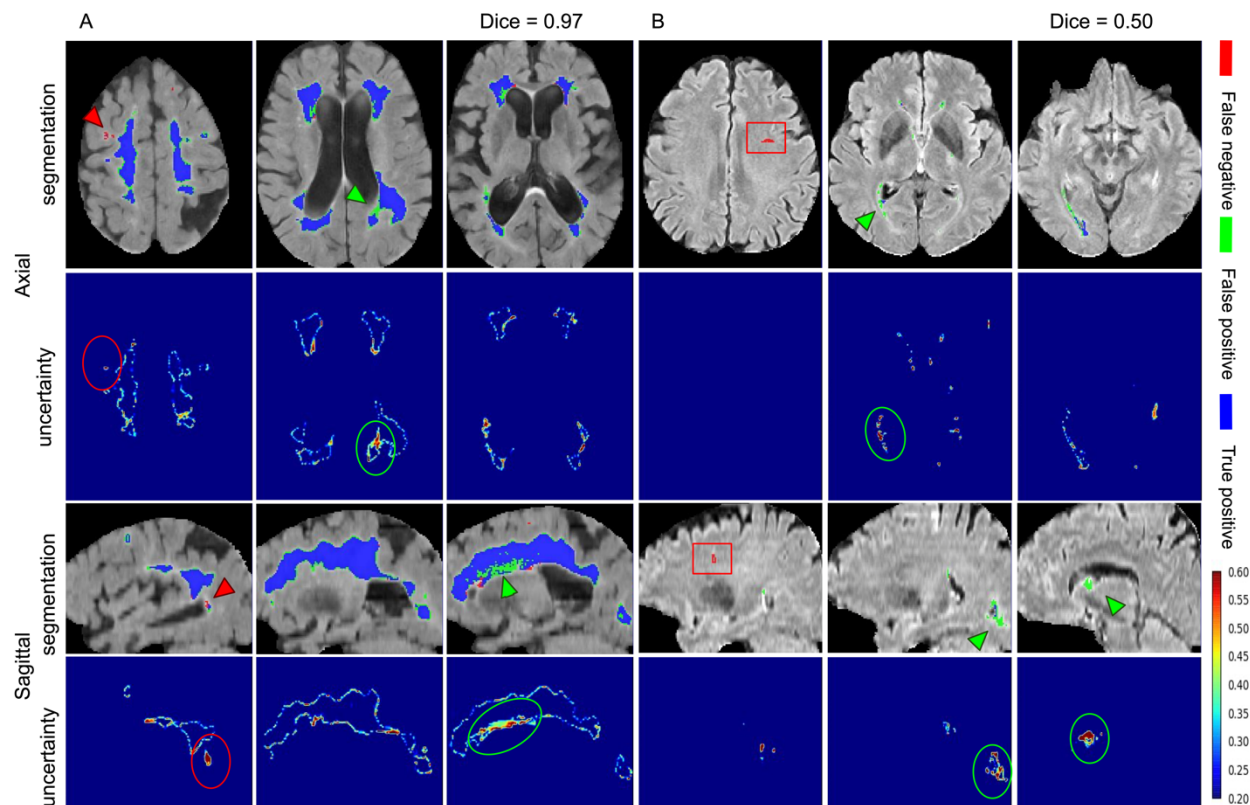 A
Dice = 0.97
B
Dice = 0.50
Axial
segmentation
uncertainty
Sagittal
segmentation
uncertainty
False negative
False positive
True positive
0.60
0.55
0.50
0.45
0.40
0.35
0.30
0.25
0.20